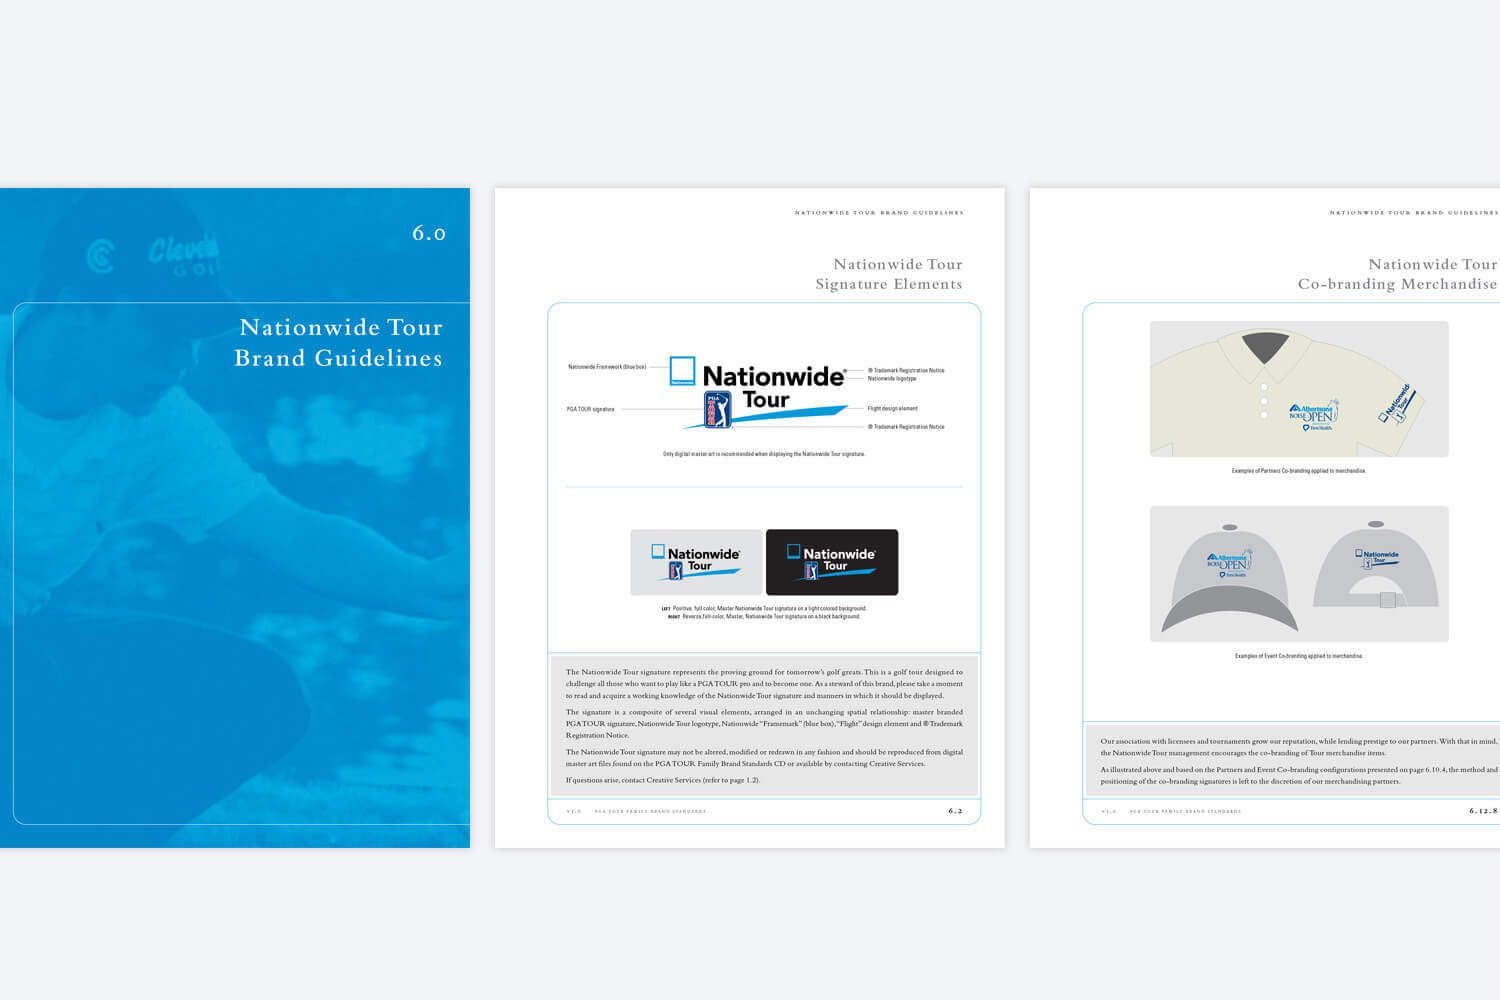 Cleveland
GOLF
6.0
Nationwide Tour
Brand Guidelines
NATIONWIDE TOUR BRAND GUIDELINES
Nationwide Tour
Signature Elements
Nationwide Framework (blue box)
PGA TOUR signature
Nationwide
Nationwide®
Tour
PGA TOUR
® Trademark Registration Notice
Nationwide logotype
Flight design element
® Trademark Registration Notice
Only digital master art is recommended when displaying the Nationwide Tour signature.
Nationwide
Tour
Nationwide
Tour
LEFT Positive, full color, Master Nationwide Tour signature on a light colored background.
RIGHT Reverse, full-color, Master, Nationwide Tour signature on a black background.
The Nationwide Tour signature represents the proving ground for tomorrow's golf greats. This is a golf tour designed to
challenge all those who want to play like a PGA TOUR pro and to become one. As a steward of this brand, please take a moment
to read and acquire a working knowledge of the Nationwide Tour signature and manners in which it should be displayed.
The signature is a composite of several visual elements, arranged in an unchanging spatial relationship: master branded
PGA TOUR signature, Nationwide Tour logotype, Nationwide “Framemark” (blue box), “Flight” design element and ® Trademark
Registration Notice.
The Nationwide Tour signature may not be altered, modified or redrawn in any fashion and should be reproduced from digital
master art files found on the PGA TOUR Family Brand Standards CD or available by contacting Creative Services.
If questions arise, contact Creative Services (refer to page 1.2).
V1.0 PGA TOUR FAMILY BRAND STANDARDS
6.2
NATIONWIDE TOUR BRAND GUIDELINES
Nationwide Tour
Co-branding Merchandise
Albertsons
BOISE OPEN
FirstHealth.
Nationwide
Examples of Partners Co-branding applied to merchandise.
Albertsons
BOISE OPEN
FirstHealth.
Nationwide
Tour
Examples of Event Co-branding applied to merchandise.
Our association with licensees and tournaments grow our reputation, while lending prestige to our partners. With that in mind,
the Nationwide Tour management encourages the co-branding of Tour merchandise items.
As illustrated above and based on the Partners and Event Co-branding configurations presented on page 6.10.4, the method and
positioning of the co-branding signatures is left to the discretion of our merchandising partners.
V1.0 PGA TOUR FAMILY BRAND STANDARDS
6.12.8